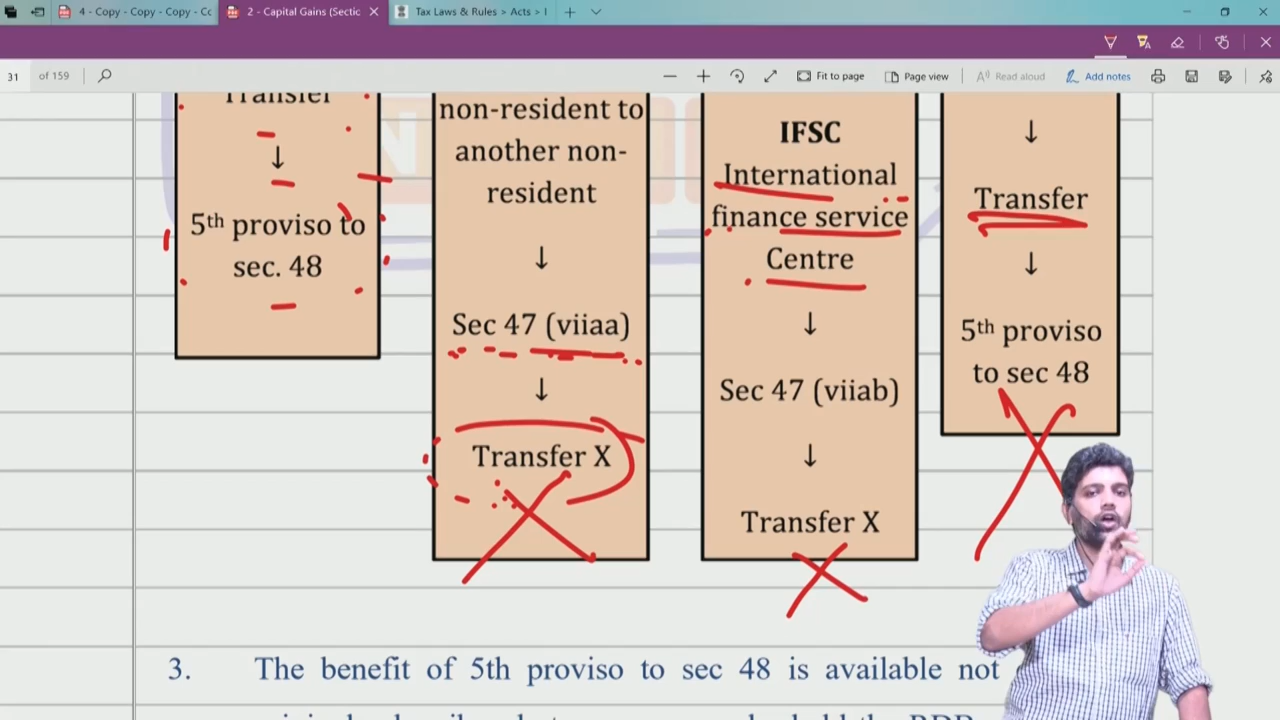 4 - Copy - Copy - Copy - Cc
2 - Capital Gains (Sectic
Tax Laws & Rules > Acts > I
31 of 159
Fit to page
Page view
Read aloud
Add notes
Transfer
↓
5th proviso to
sec. 48
non-resident to
another non-
resident
↓
Sec 47 (viiaa)
↓
Transfer X
IFSC
International
finance service
Centre
↓
Sec 47 (viiab)
↓
Transfer X
↓
Transfer
↓
5th proviso
to sec 48
3. The benefit of 5th proviso to sec 48 is available not